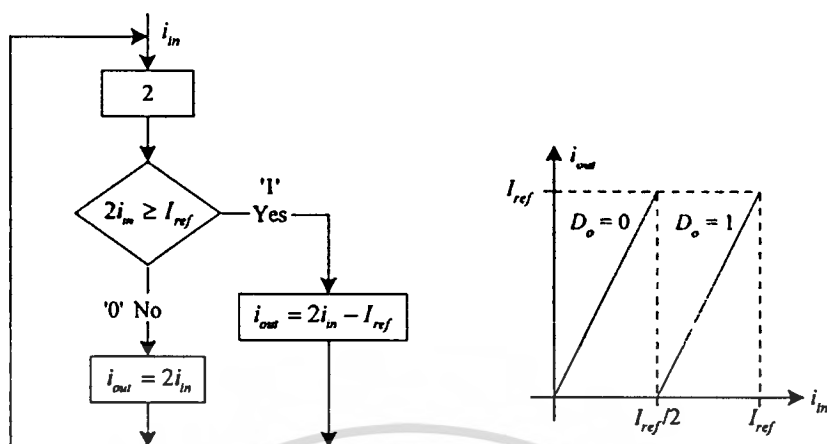 i_in
2
2i_in ≥ I_ref
'1'
Yes
'0' No
i_out = 2i_in − I_ref
i_out = 2i_in
i_out
I_ref
D_o = 0
D_o = 1
i_in
I_ref/2
I_ref